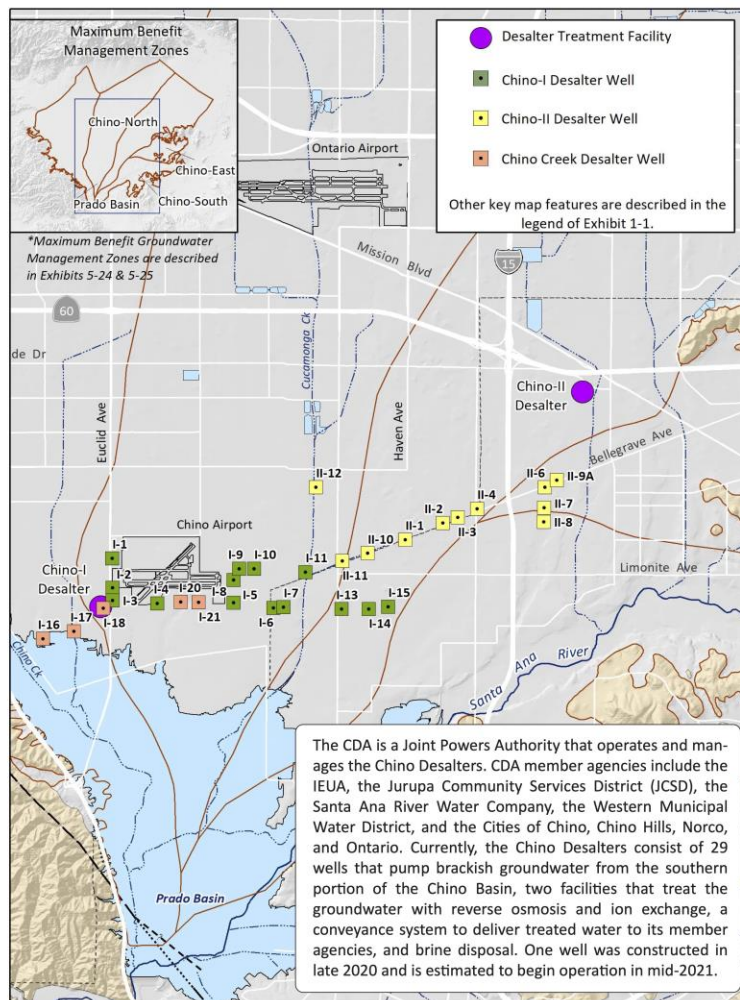 Maximum Benefit
Management Zones
Chino-North
Chino-East
Chino-South
Prado Basin
*Maximum Benefit Groundwater
Management Zones are described
in Exhibits 5-24 & 5-25
Desalter Treatment Facility
Chino-I Desalter Well
Chino-II Desalter Well
Chino Creek Desalter Well
Other key map features are described in the
legend of Exhibit 1-1.
Ontario Airport
Mission Blvd
15
60
de Dr
Euclid Ave
Cucamonga Ck
Haven Ave
Chino-II
Desalter
Bellegrave Ave
II-12
II-6
II-9A
II-4
II-7
II-2
II-3
II-8
II-1
II-10
II-11
Chino Airport
I-1
I-9
I-10
I-11
Limonite Ave
Chino-I
Desalter
I-2
I-3
I-4
I-20
I-8
I-5
I-7
I-13
I-15
I-18
I-21
I-6
I-14
I-17
I-16
Chino Ck
Santa Ana River
Prado Basin
The CDA is a Joint Powers Authority that operates and man-
ages the Chino Desalters. CDA member agencies include the
IEUA, the Jurupa Community Services District (JCSD), the
Santa Ana River Water Company, the Western Municipal
Water District, and the Cities of Chino, Chino Hills, Norco,
and Ontario. Currently, the Chino Desalters consist of 29
wells that pump brackish groundwater from the southern
portion of the Chino Basin, two facilities that treat the
groundwater with reverse osmosis and ion exchange, a
conveyance system to deliver treated water to its member
agencies, and brine disposal. One well was constructed in
late 2020 and is estimated to begin operation in mid-2021.